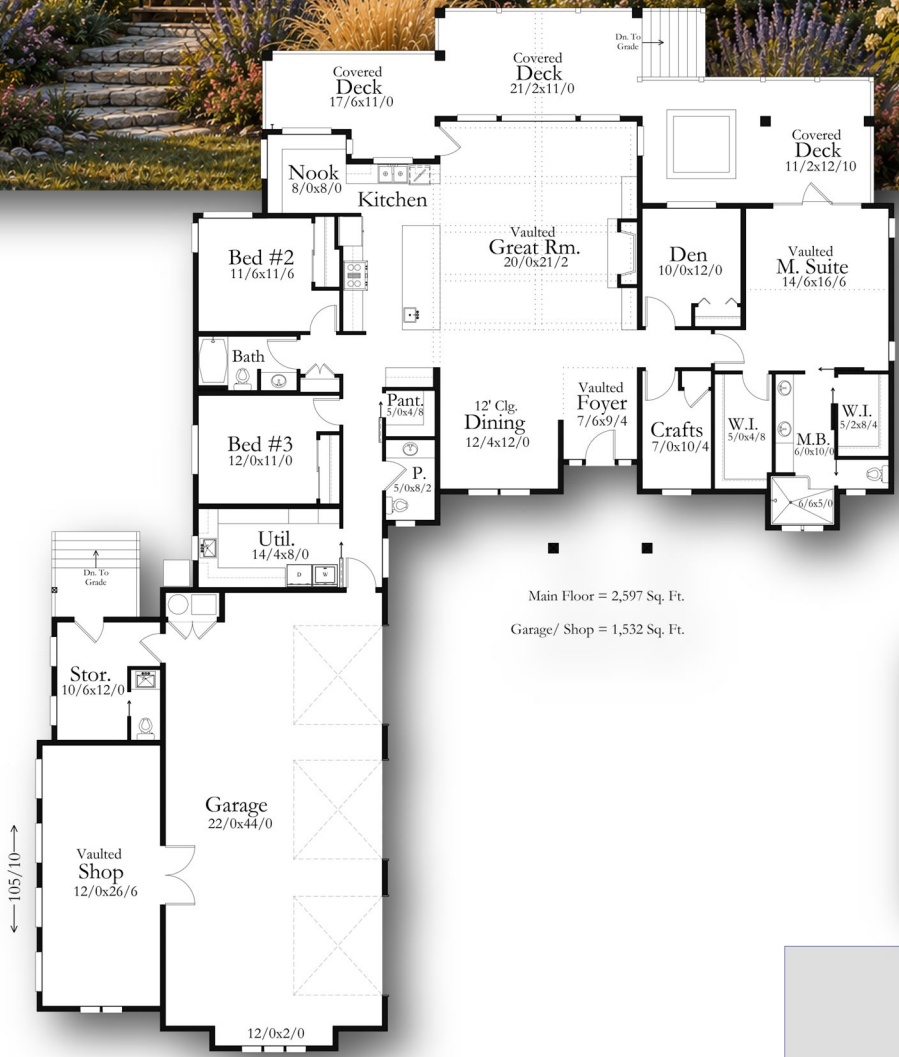 Dn. To
Grade
Covered
Deck
17/6x11/0
Covered
Deck
21/2x11/0
Covered
Deck
11/2x12/10
Nook
8/0x8/0
Kitchen
Vaulted
Great Rm.
20/0x21/2
Bed #2
11/6x11/6
Den
10/0x12/0
Vaulted
M. Suite
14/6x16/6
Bath
Pant.
5/0x4/8
12' Clg.
Dining
12/4x12/0
Vaulted
Foyer
7/6x9/4
Crafts
7/0x10/4
W.I.
5/0x4/8
M.B.
6/0x10/0
W.I.
5/2x8/4
Bed #3
12/0x11/0
P.
5/0x8/2
6/6x5/0
Util.
14/4x8/0
D
W
Dn. To
Grade
Main Floor = 2,597 Sq. Ft.
Garage/ Shop = 1,532 Sq. Ft.
Stor.
10/6x12/0
Garage
22/0x44/0
Vaulted
Shop
12/0x26/6
105/10
12/0x2/0